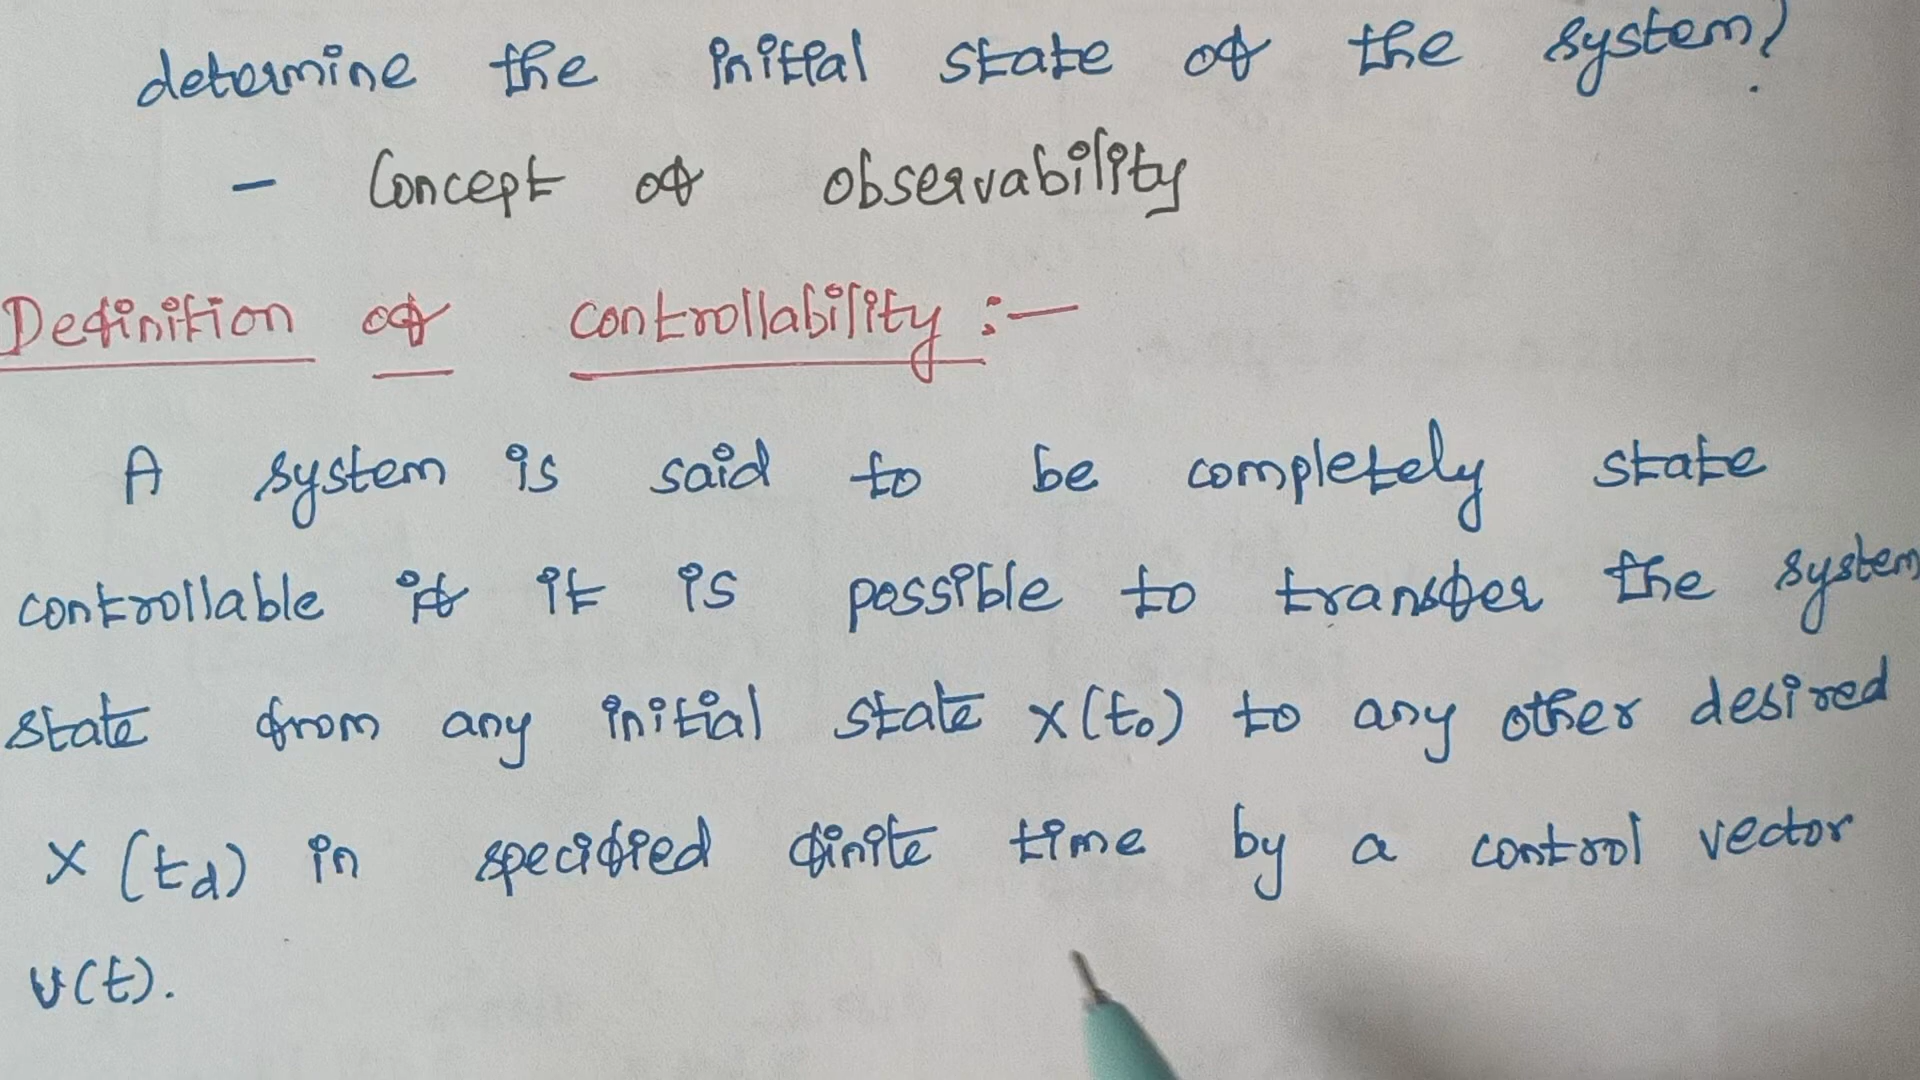 determine the initial state of the system?
- Concept of observability
Definition of controllability :-
A system is said to be completely state
controllable if it is possible to transfer the system
state from any initial state x(t₀) to any other desired
x(td) in specified finite time by a control vector
U(t).